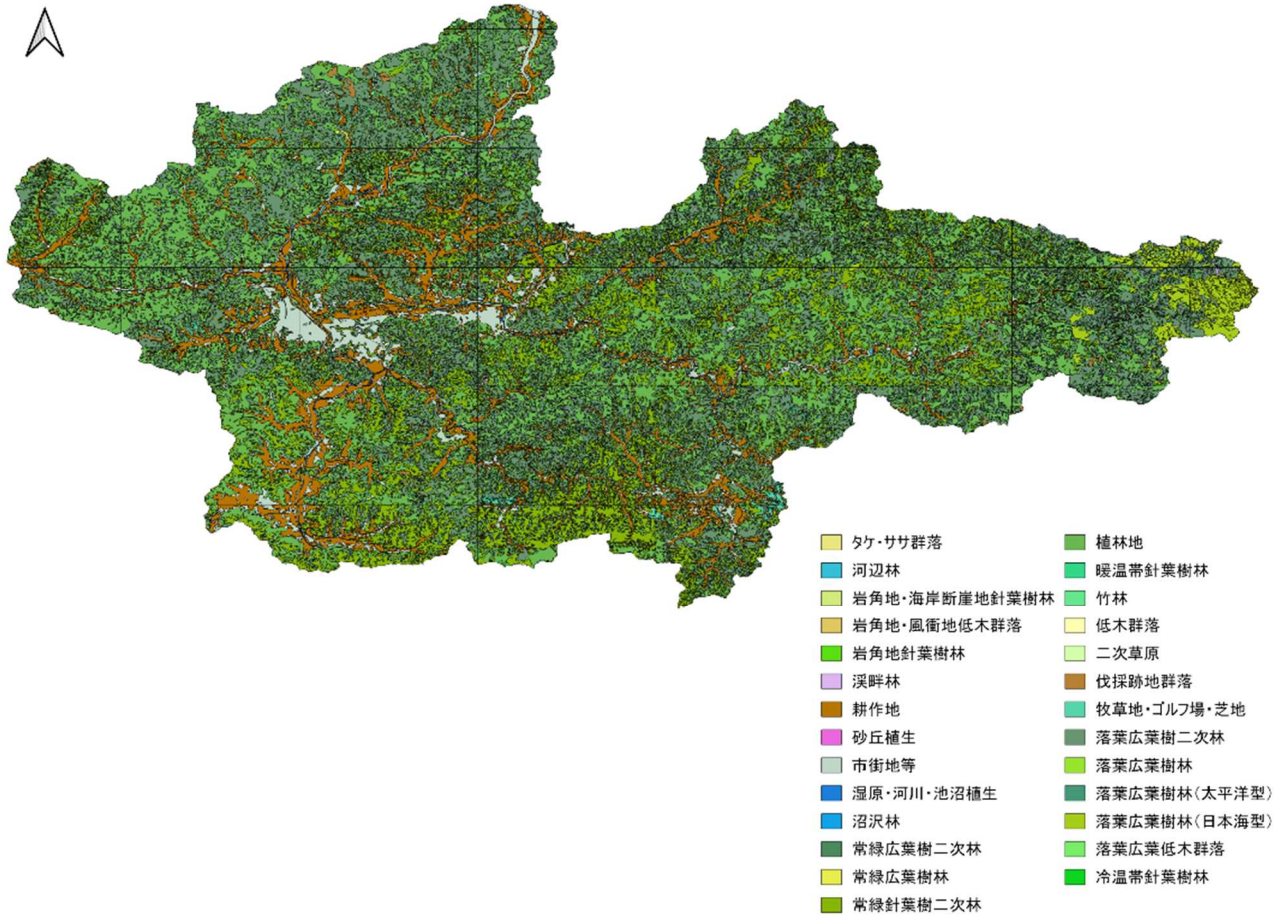 タケ・ササ群落
河辺林
岩角地・海岸断崖地針葉樹林
岩角地・風衝地低木群落
岩角地針葉樹林
渓畔林
耕作地
砂丘植生
市街地等
湿原・河川・池沼植生
沼沢林
常緑広葉樹二次林
常緑広葉樹林
常緑針葉樹二次林
植林地
暖温帯針葉樹林
竹林
低木群落
二次草原
伐採跡地群落
牧草地・ゴルフ場・芝地
落葉広葉樹二次林
落葉広葉樹林
落葉広葉樹林(太平洋型)
落葉広葉樹林(日本海型)
落葉広葉低木群落
冷温帯針葉樹林